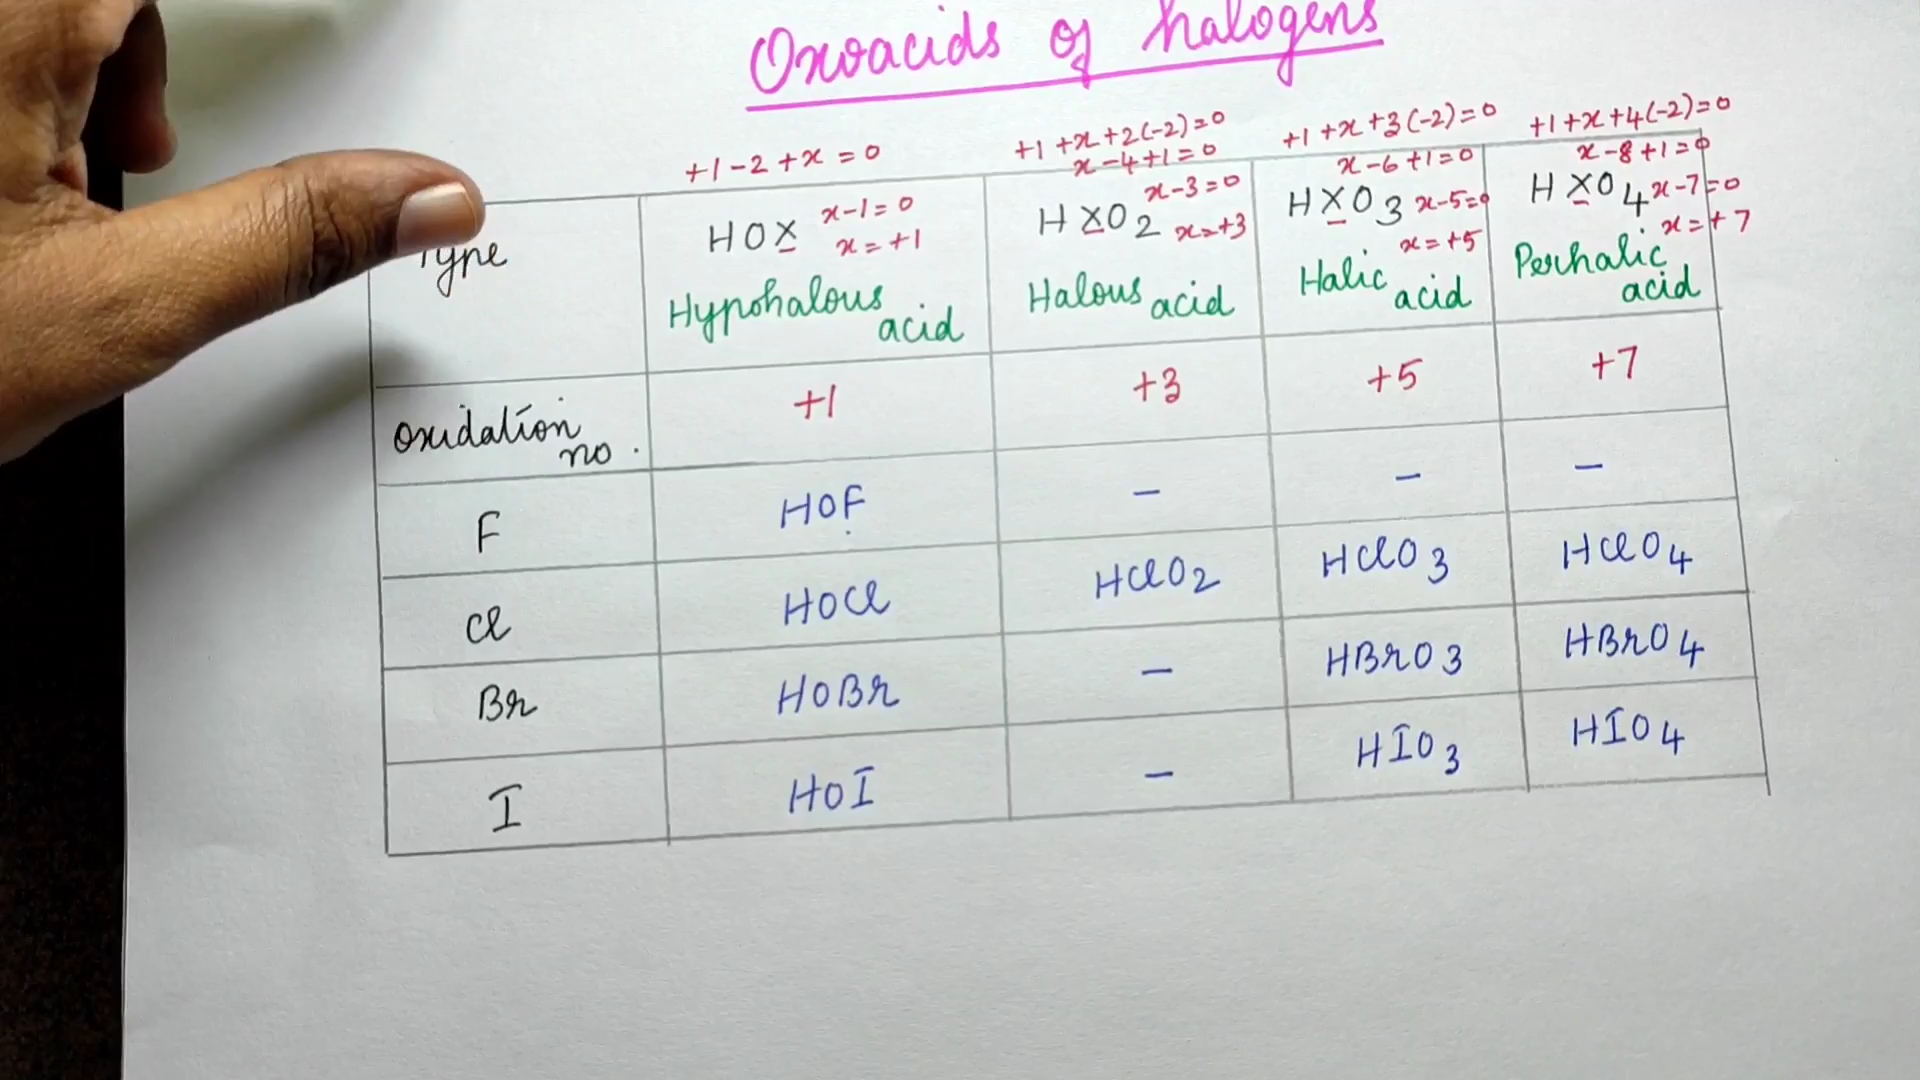 Oxoacids of halogens
+1-2+x=0
+1+x+2(-2)=0
x-4+1=0
+1+x+3(-2)=0
+1+x+4(-2)=0
Type
HOX x-1=0
x=+1
Hypohalous acid
HXO2 x-3=0
x=+3
Halous acid
x-6+1=0
HXO3 x-5=0
x=+5
Halic acid
x-8+1=0
HXO4 x-7=0
x=+7
Perhalic acid
Oxidation no. +1 +3 +5 +7
F HOF - - -
Cl HOCl HClO2 HClO3 HClO4
Br HOBr - HBrO3 HBrO4
I HOI - HIO3 HIO4